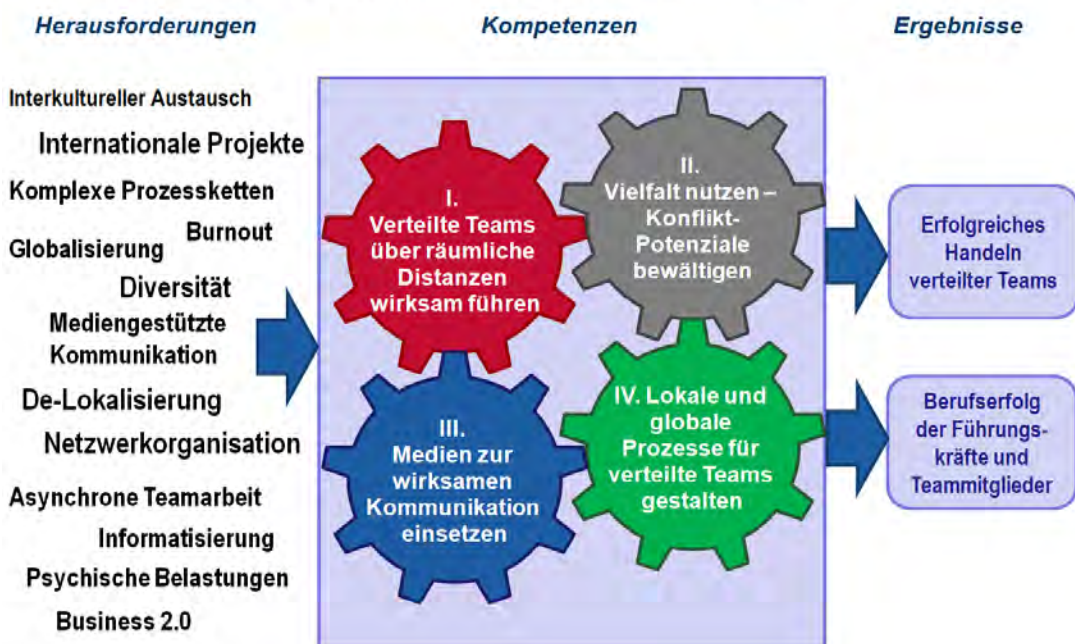 Herausforderungen
Kompetenzen
Ergebnisse
Interkultureller Austausch
Internationale Projekte
Komplexe Prozessketten
Burnout
Globalisierung
Diversität
Mediengestützte
Kommunikation
De-Lokalisierung
Netzwerkorganisation
Asynchrone Teamarbeit
Informatisierung
Psychische Belastungen
Business 2.0
I.
Verteilte Teams
über räumliche
Distanzen
wirksam führen
II.
Vielfalt nutzen –
Konflikt-
Potenziale
bewältigen
III.
Medien zur
wirksamen
Kommunikation
einsetzen
IV. Lokale und
globale
Prozesse für
verteilte Teams
gestalten
Erfolgreiches
Handeln
verteilter Teams
Berufserfolg
der Führungs-
kräfte und
Teammitglieder